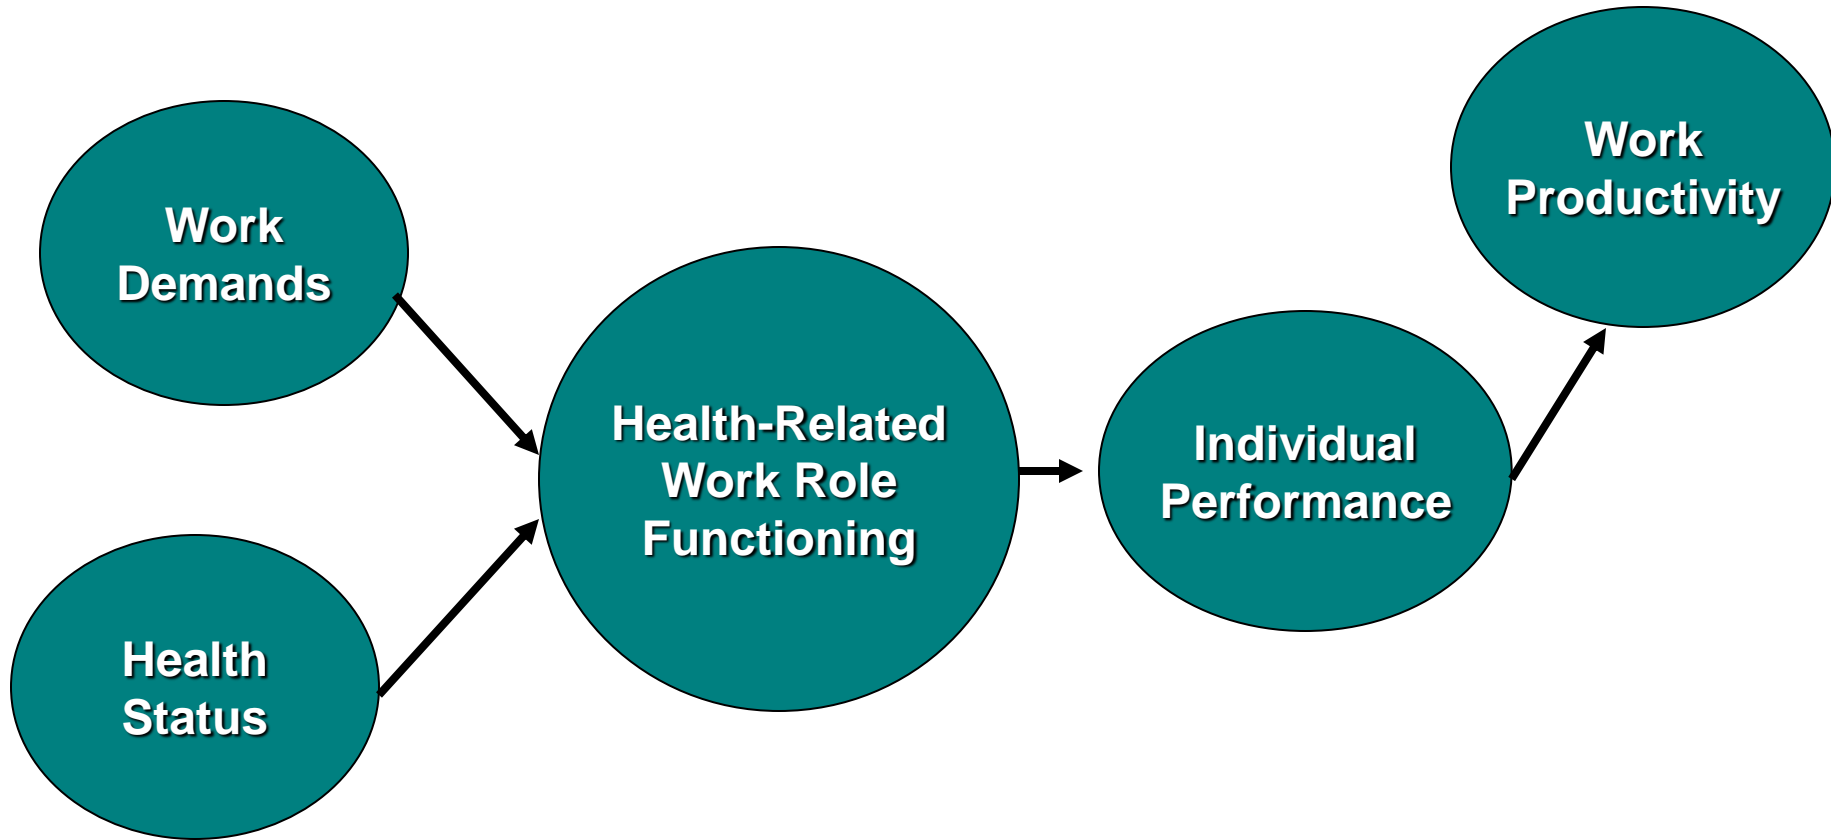 Work
Demands
Health
Status
Health-Related
Work Role
Functioning
Individual
Performance
Work
Productivity